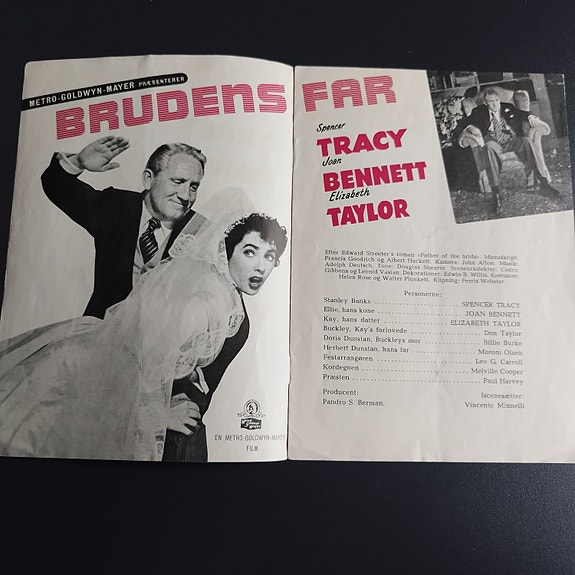 METRO-GOLDWYN-MAYER PRÆSENTERER
BRUDENS FAR
Spencer
TRACY
Joan
BENNETT
Elizabeth
TAYLOR
Efter Edward Streeter's roman »Father of the bride«. Manuskript:
Francis Goodrich og Albert Hackett. Kamera: John Alton. Musik:
Adolph Deutsch. Tone: Douglas Shearer. Scenearkitekter: Cedric
Gibbons og Leonid Vasian. Dekorationer: Edwin B. Willis. Kostumer:
Helen Rose og Walter Plunkett. Klipning: Ferris Webster.
Personerne:
Stanley Banks SPENCER TRACY
Ellie, hans kone JOAN BENNETT
Kay, hans datter ELIZABETH TAYLOR
Buckley, Kay's forlovede Don Taylor
Doris Dunstan, Buckleys mor Billie Burke
Herbert Dunstan, hans far Moroni Olsen
Festarrangøren Leo G. Carroll
Kordegnen Melville Cooper
Præsten Paul Harvey
Producer: Iscenesætter:
Pandro S. Berman. Vincente Minnelli
EN METRO-GOLDWYN-MAYER
FILM